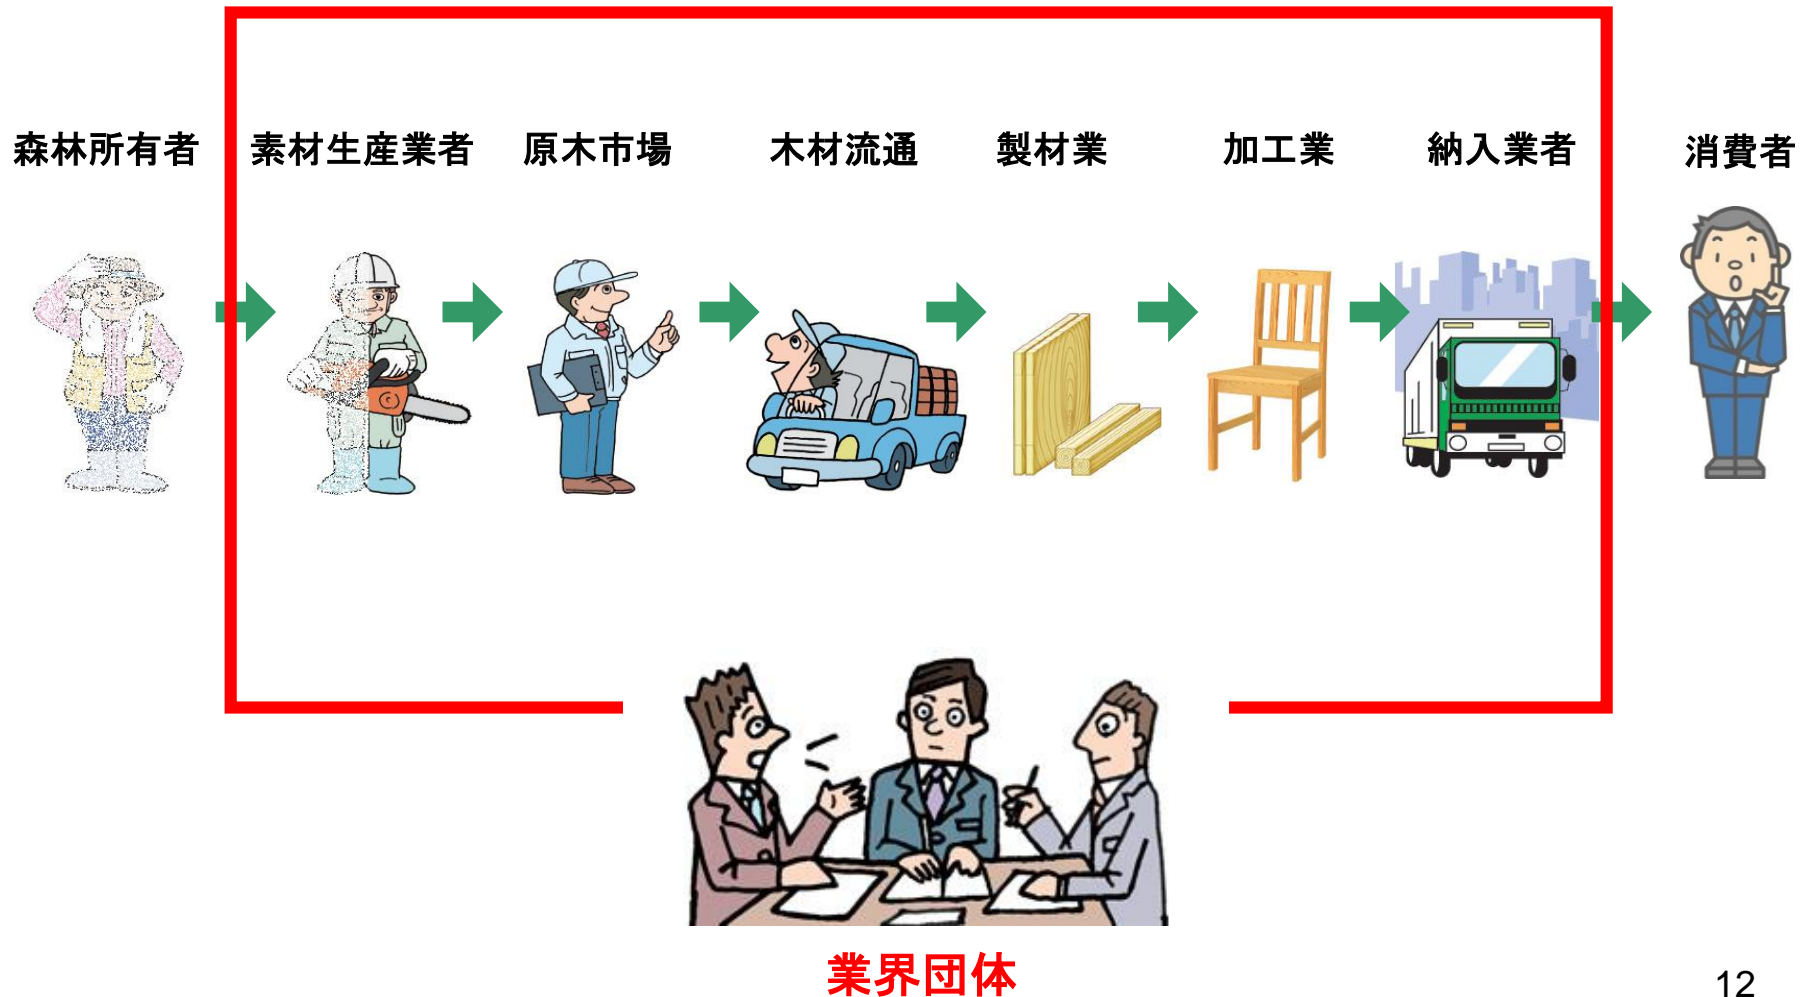 森林所有者
素材生産業者
原木市場
木材流通
製材業
加工業
納入業者
消費者
業界団体
12